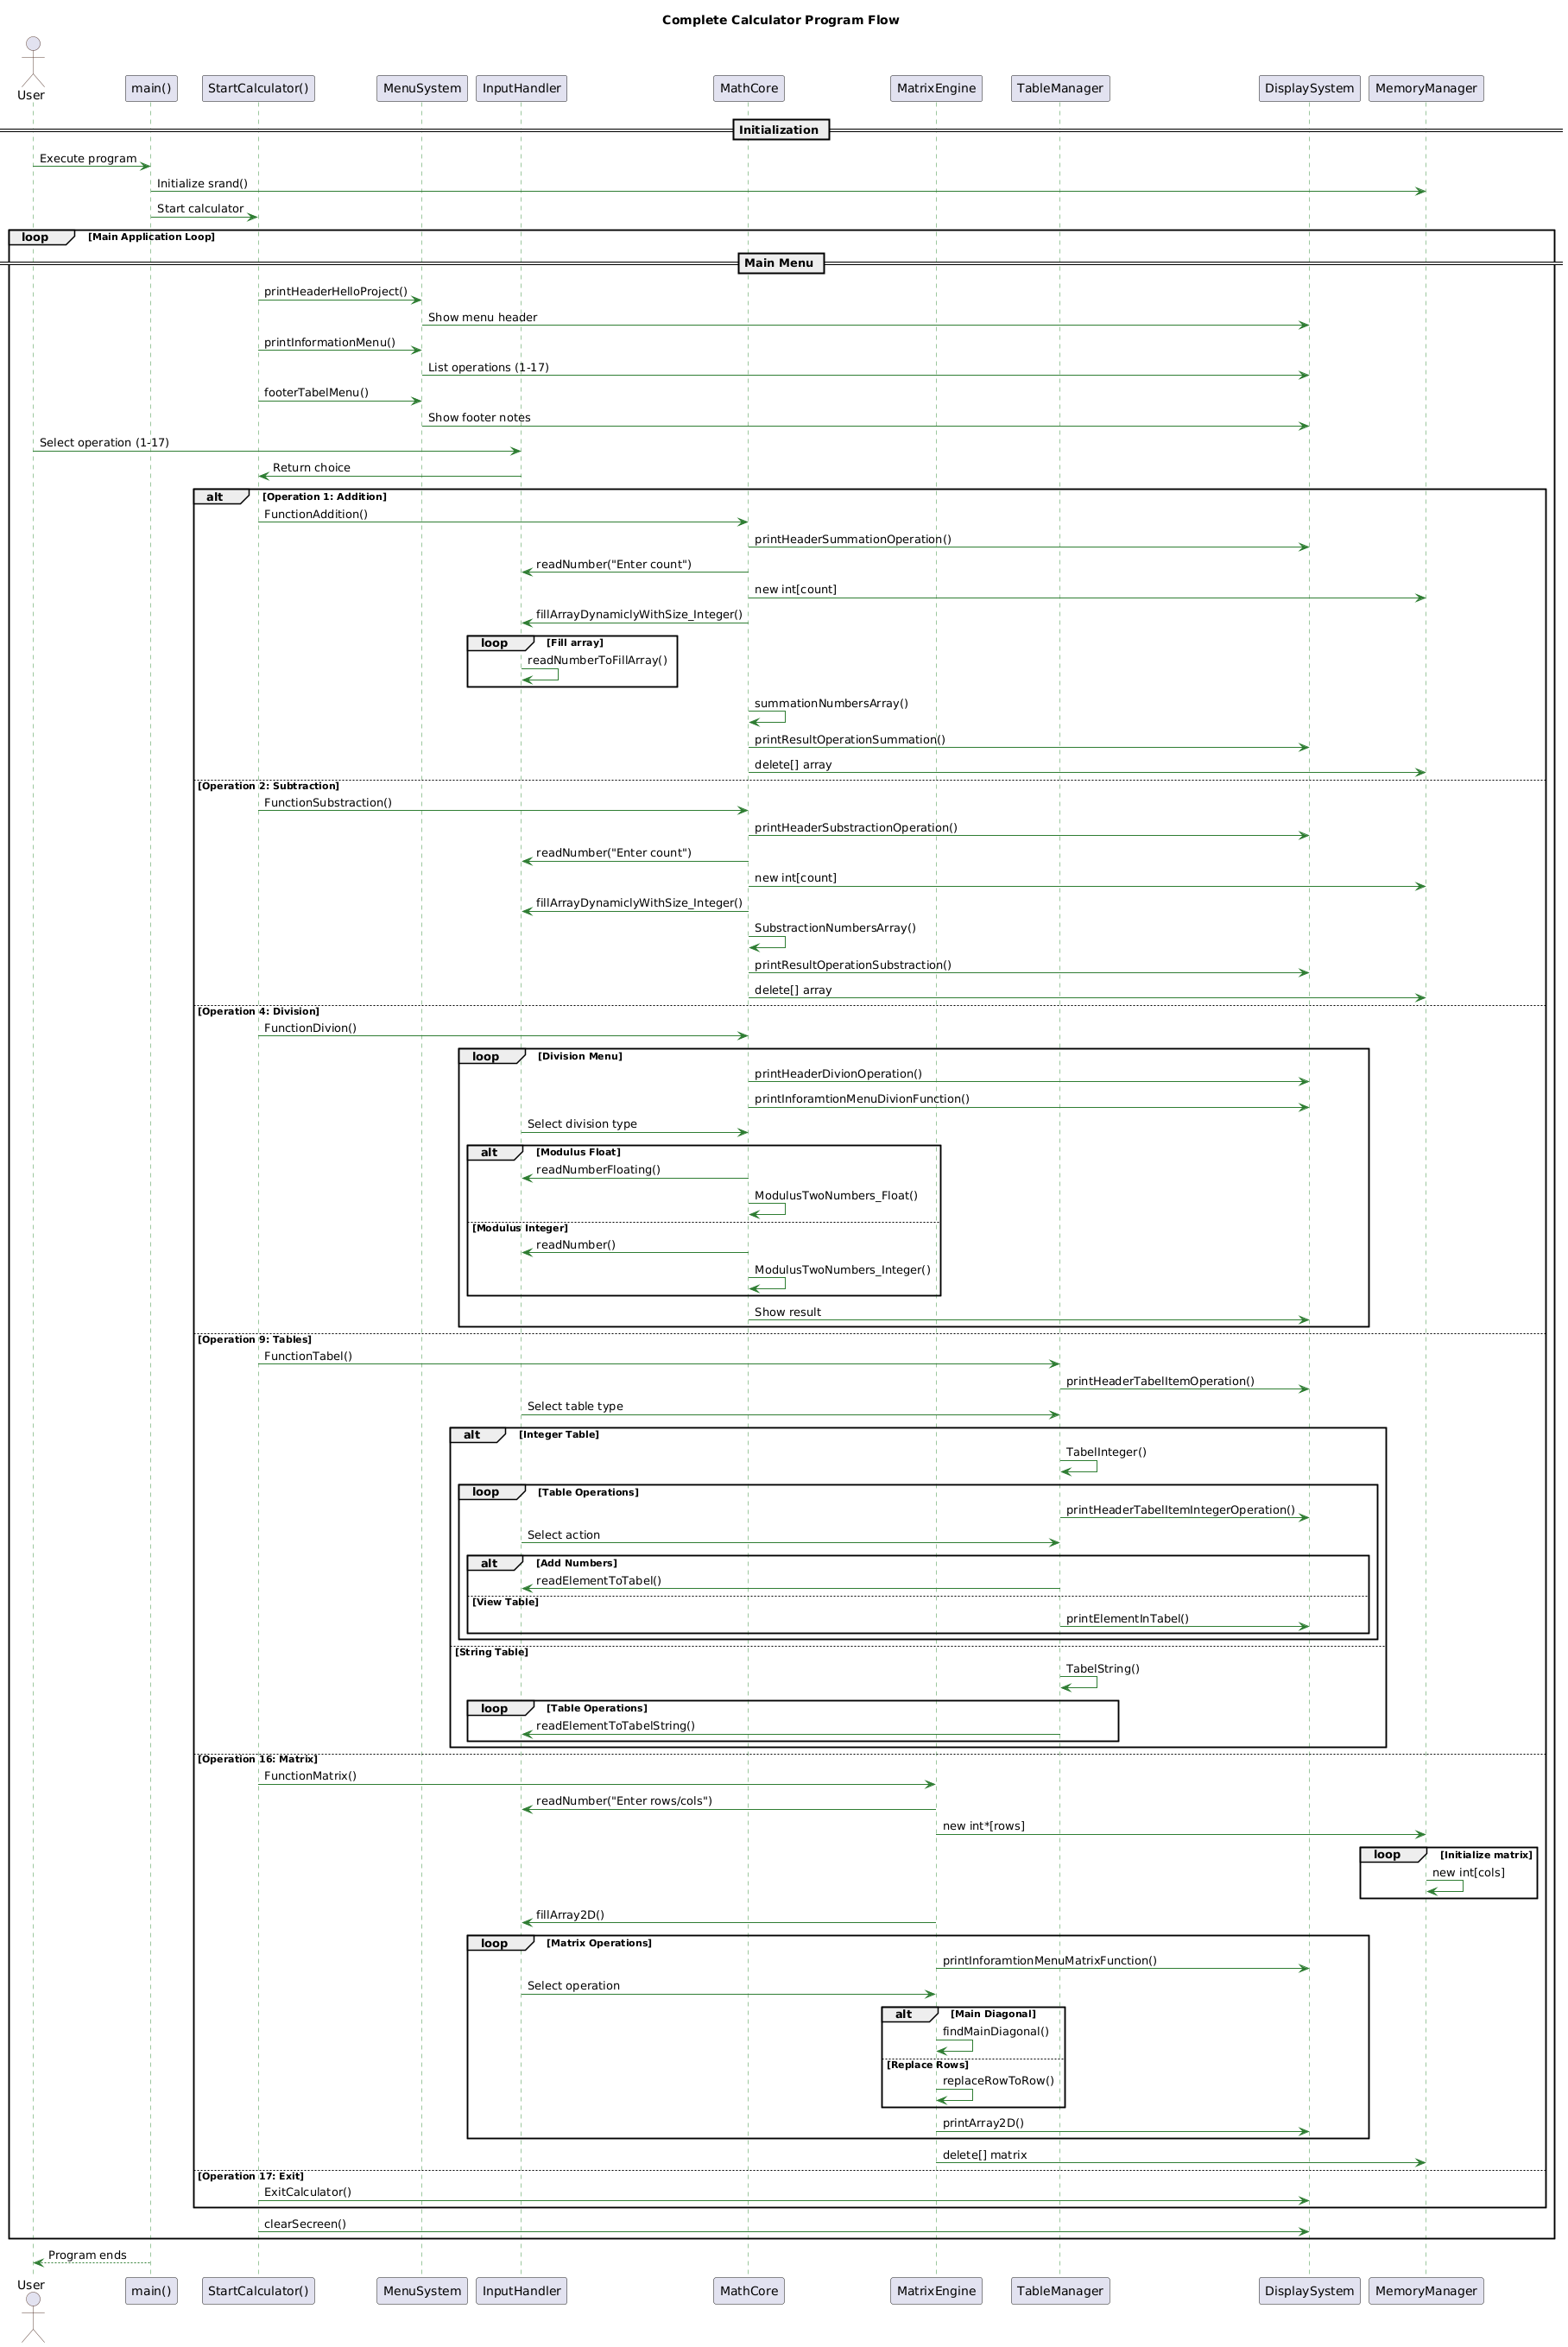 Complete Calculator Program Flow
User
main()
StartCalculator()
MenuSystem
InputHandler
MathCore
MatrixEngine
TableManager
DisplaySystem
MemoryManager
Initialization
Execute program
Initialize srand()
Start calculator
loop [Main Application Loop]
Main Menu
printHeaderHelloProject()
Show menu header
printInformationMenu()
List operations (1-17)
footerTabelMenu()
Show footer notes
Select operation (1-17)
Return choice
alt [Operation 1: Addition]
FunctionAddition()
printHeaderSummationOperation()
readNumber("Enter count")
new int[count]
fillArrayDynamiclyWithSize_Integer()
loop [Fill array]
readNumberToFillArray()
summationNumbersArray()
printResultOperationSummation()
delete[] array
[Operation 2: Subtraction]
FunctionSubstraction()
printHeaderSubstractionOperation()
readNumber("Enter count")
new int[count]
fillArrayDynamiclyWithSize_Integer()
SubstractionNumbersArray()
printResultOperationSubstraction()
delete[] array
[Operation 4: Division]
FunctionDivion()
loop [Division Menu]
printHeaderDivionOperation()
printInforamtionMenuDivionFunction()
Select division type
alt [Modulus Float]
readNumberFloating()
ModulusTwoNumbers_Float()
[Modulus Integer]
readNumber()
ModulusTwoNumbers_Integer()
Show result
[Operation 9: Tables]
FunctionTabel()
printHeaderTabelItemOperation()
Select table type
alt [Integer Table]
TabelInteger()
loop [Table Operations]
printHeaderTabelItemIntegerOperation()
Select action
alt [Add Numbers]
readElementToTabel()
[View Table]
printElementInTabel()
[String Table]
TabelString()
loop [Table Operations]
readElementToTabelString()
[Operation 16: Matrix]
FunctionMatrix()
readNumber("Enter rows/cols")
new int*[rows]
loop [Initialize matrix]
new int[cols]
fillArray2D()
loop [Matrix Operations]
printInforamtionMenuMatrixFunction()
Select operation
alt [Main Diagonal]
findMainDiagonal()
[Replace Rows]
replaceRowToRow()
printArray2D()
delete[] matrix
[Operation 17: Exit]
ExitCalculator()
clearSecreen()
Program ends
User
main()
StartCalculator()
MenuSystem
InputHandler
MathCore
MatrixEngine
TableManager
DisplaySystem
MemoryManager